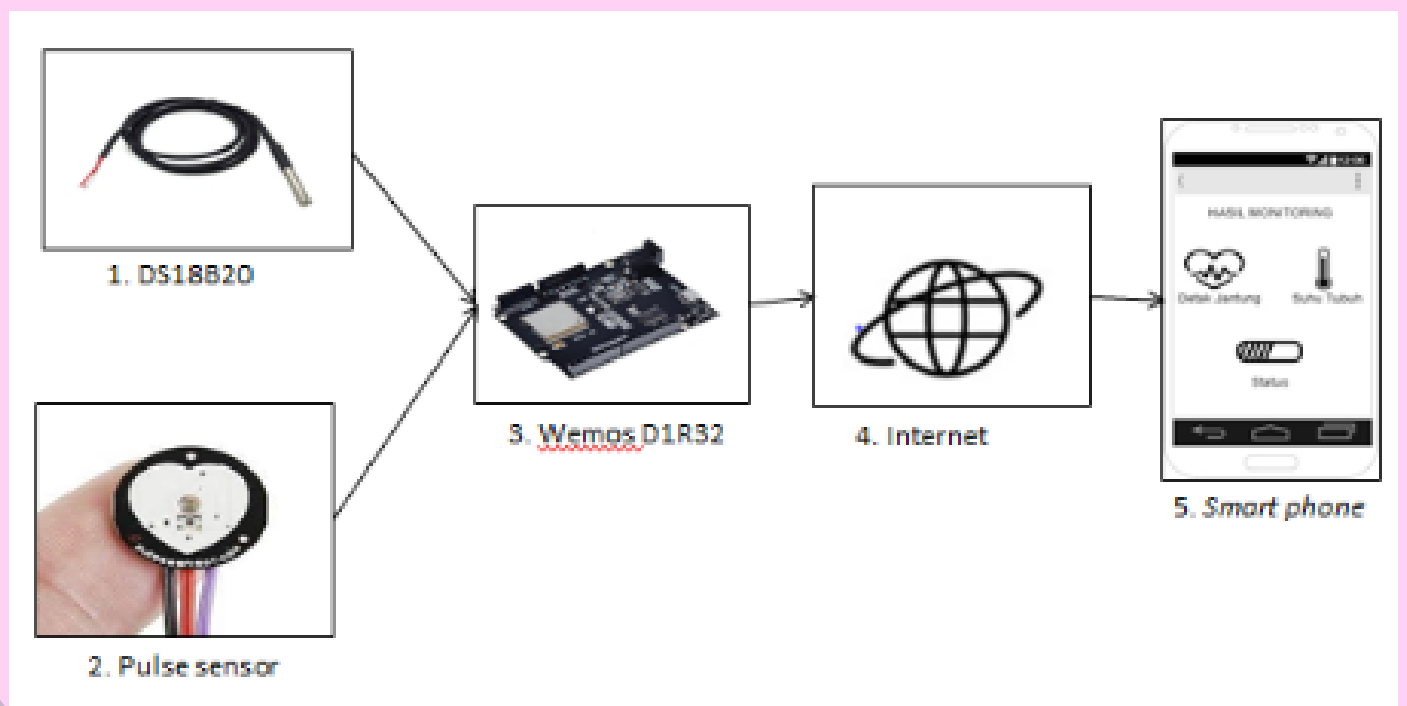 1. DS18B20
2. Pulse sensor
3. Wemos D1R32
4. Internet
HASIL MONITORING
Detak Jantung
Suhu Tubuh
Status
5. Smart phone